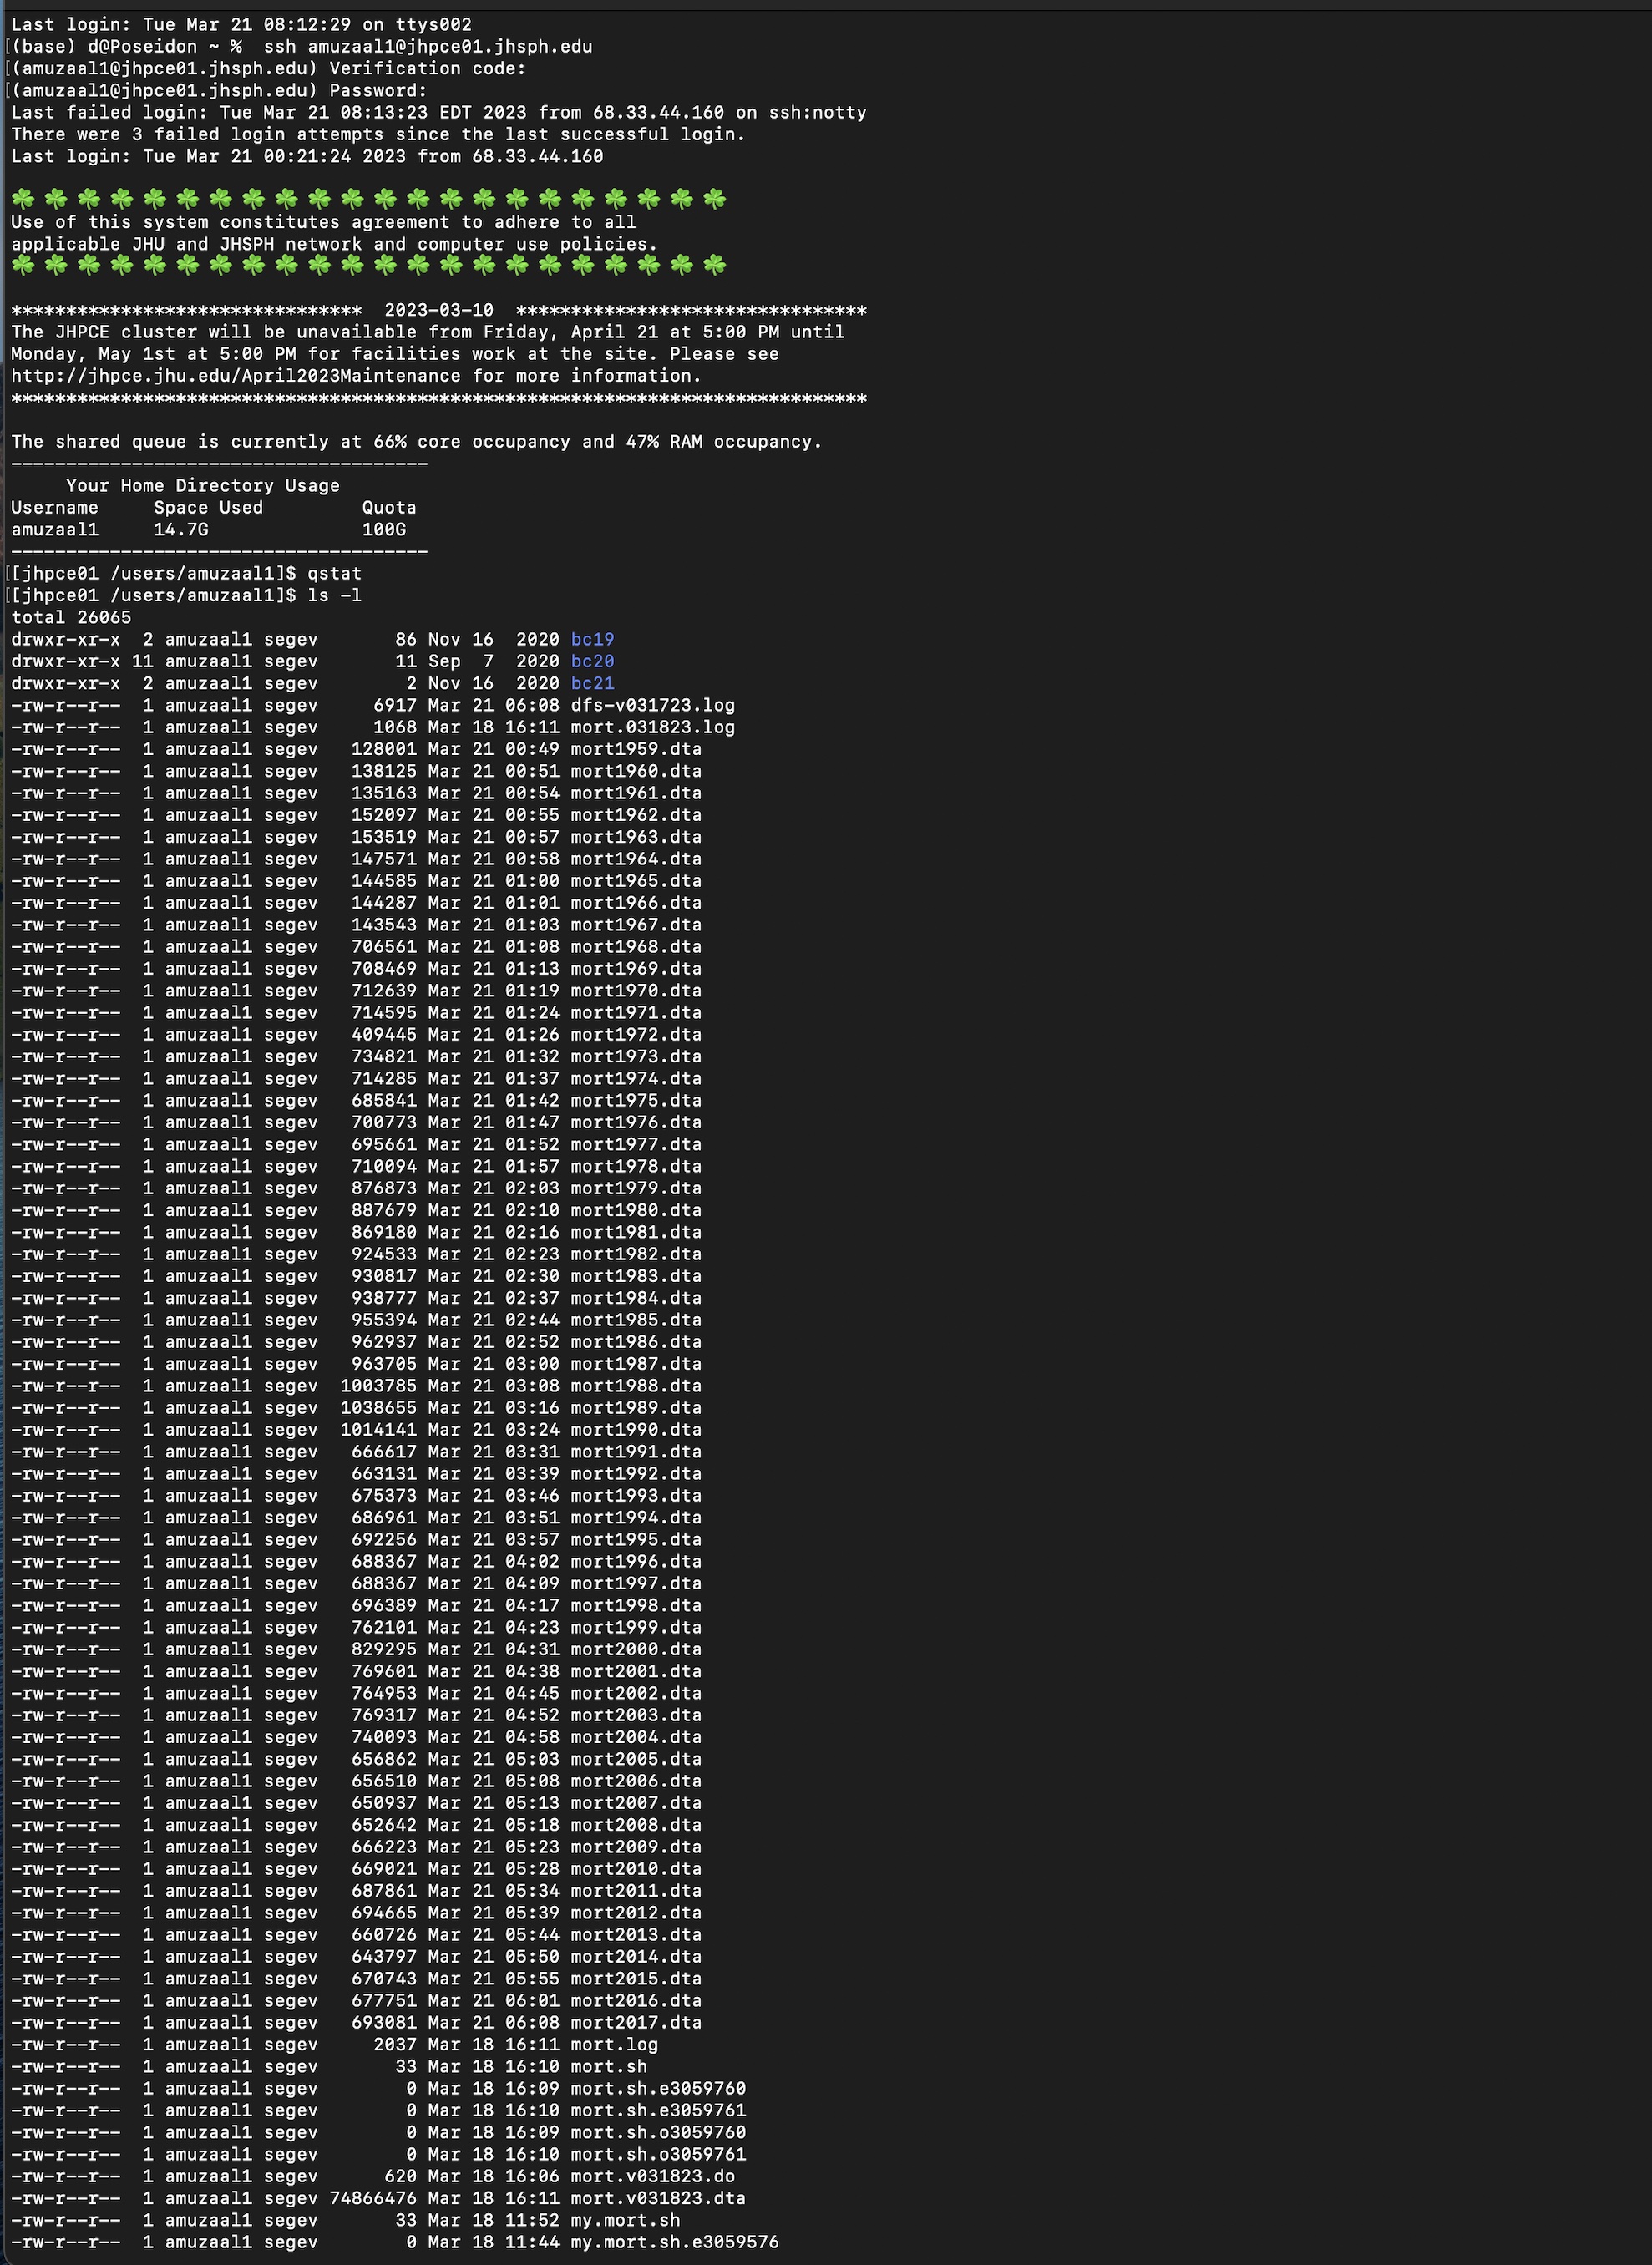 Last login: Tue Mar 21 08:12:29 on ttys002
[(base) d@Poseidon ~ %  ssh amuzaal1@jhpce01.jhsph.edu
[(amuzaal1@jhpce01.jhsph.edu) Verification code:
[(amuzaal1@jhpce01.jhsph.edu) Password:
Last failed login: Tue Mar 21 08:13:23 EDT 2023 from 68.33.44.160 on ssh:notty
There were 3 failed login attempts since the last successful login.
Last login: Tue Mar 21 00:21:24 2023 from 68.33.44.160
☘ ☘ ☘ ☘ ☘ ☘ ☘ ☘ ☘ ☘ ☘ ☘ ☘ ☘ ☘ ☘ ☘ ☘ ☘ ☘ ☘ ☘
Use of this system constitutes agreement to adhere to all
applicable JHU and JHSPH network and computer use policies.
☘ ☘ ☘ ☘ ☘ ☘ ☘ ☘ ☘ ☘ ☘ ☘ ☘ ☘ ☘ ☘ ☘ ☘ ☘ ☘ ☘ ☘
********************************  2023-03-10  ********************************
The JHPCE cluster will be unavailable from Friday, April 21 at 5:00 PM until
Monday, May 1st at 5:00 PM for facilities work at the site. Please see
http://jhpce.jhu.edu/April2023Maintenance for more information.
******************************************************************************
The shared queue is currently at 66% core occupancy and 47% RAM occupancy.
--------------------------------------
     Your Home Directory Usage
Username     Space Used         Quota
amuzaal1     14.7G              100G
--------------------------------------
[[jhpce01 /users/amuzaal1]$ qstat
[[jhpce01 /users/amuzaal1]$ ls -l
total 26065
drwxr-xr-x  2 amuzaal1 segev       86 Nov 16  2020 bc19
drwxr-xr-x 11 amuzaal1 segev       11 Sep  7  2020 bc20
drwxr-xr-x  2 amuzaal1 segev        2 Nov 16  2020 bc21
-rw-r--r--  1 amuzaal1 segev     6917 Mar 21 06:08 dfs-v031723.log
-rw-r--r--  1 amuzaal1 segev     1068 Mar 18 16:11 mort.031823.log
-rw-r--r--  1 amuzaal1 segev   128001 Mar 21 00:49 mort1959.dta
-rw-r--r--  1 amuzaal1 segev   138125 Mar 21 00:51 mort1960.dta
-rw-r--r--  1 amuzaal1 segev   135163 Mar 21 00:54 mort1961.dta
-rw-r--r--  1 amuzaal1 segev   152097 Mar 21 00:55 mort1962.dta
-rw-r--r--  1 amuzaal1 segev   153519 Mar 21 00:57 mort1963.dta
-rw-r--r--  1 amuzaal1 segev   147571 Mar 21 00:58 mort1964.dta
-rw-r--r--  1 amuzaal1 segev   144585 Mar 21 01:00 mort1965.dta
-rw-r--r--  1 amuzaal1 segev   144287 Mar 21 01:01 mort1966.dta
-rw-r--r--  1 amuzaal1 segev   143543 Mar 21 01:03 mort1967.dta
-rw-r--r--  1 amuzaal1 segev   706561 Mar 21 01:08 mort1968.dta
-rw-r--r--  1 amuzaal1 segev   708469 Mar 21 01:13 mort1969.dta
-rw-r--r--  1 amuzaal1 segev   712639 Mar 21 01:19 mort1970.dta
-rw-r--r--  1 amuzaal1 segev   714595 Mar 21 01:24 mort1971.dta
-rw-r--r--  1 amuzaal1 segev   409445 Mar 21 01:26 mort1972.dta
-rw-r--r--  1 amuzaal1 segev   734821 Mar 21 01:32 mort1973.dta
-rw-r--r--  1 amuzaal1 segev   714285 Mar 21 01:37 mort1974.dta
-rw-r--r--  1 amuzaal1 segev   685841 Mar 21 01:42 mort1975.dta
-rw-r--r--  1 amuzaal1 segev   700773 Mar 21 01:47 mort1976.dta
-rw-r--r--  1 amuzaal1 segev   695661 Mar 21 01:52 mort1977.dta
-rw-r--r--  1 amuzaal1 segev   710094 Mar 21 01:57 mort1978.dta
-rw-r--r--  1 amuzaal1 segev   876873 Mar 21 02:03 mort1979.dta
-rw-r--r--  1 amuzaal1 segev   887679 Mar 21 02:10 mort1980.dta
-rw-r--r--  1 amuzaal1 segev   869180 Mar 21 02:16 mort1981.dta
-rw-r--r--  1 amuzaal1 segev   924533 Mar 21 02:23 mort1982.dta
-rw-r--r--  1 amuzaal1 segev   930817 Mar 21 02:30 mort1983.dta
-rw-r--r--  1 amuzaal1 segev   938777 Mar 21 02:37 mort1984.dta
-rw-r--r--  1 amuzaal1 segev   955394 Mar 21 02:44 mort1985.dta
-rw-r--r--  1 amuzaal1 segev   962937 Mar 21 02:52 mort1986.dta
-rw-r--r--  1 amuzaal1 segev   963705 Mar 21 03:00 mort1987.dta
-rw-r--r--  1 amuzaal1 segev  1003785 Mar 21 03:08 mort1988.dta
-rw-r--r--  1 amuzaal1 segev  1038655 Mar 21 03:16 mort1989.dta
-rw-r--r--  1 amuzaal1 segev  1014141 Mar 21 03:24 mort1990.dta
-rw-r--r--  1 amuzaal1 segev   666617 Mar 21 03:31 mort1991.dta
-rw-r--r--  1 amuzaal1 segev   663131 Mar 21 03:39 mort1992.dta
-rw-r--r--  1 amuzaal1 segev   675373 Mar 21 03:46 mort1993.dta
-rw-r--r--  1 amuzaal1 segev   686961 Mar 21 03:51 mort1994.dta
-rw-r--r--  1 amuzaal1 segev   692256 Mar 21 03:57 mort1995.dta
-rw-r--r--  1 amuzaal1 segev   688367 Mar 21 04:02 mort1996.dta
-rw-r--r--  1 amuzaal1 segev   688367 Mar 21 04:09 mort1997.dta
-rw-r--r--  1 amuzaal1 segev   696389 Mar 21 04:17 mort1998.dta
-rw-r--r--  1 amuzaal1 segev   762101 Mar 21 04:23 mort1999.dta
-rw-r--r--  1 amuzaal1 segev   829295 Mar 21 04:31 mort2000.dta
-rw-r--r--  1 amuzaal1 segev   769601 Mar 21 04:38 mort2001.dta
-rw-r--r--  1 amuzaal1 segev   764953 Mar 21 04:45 mort2002.dta
-rw-r--r--  1 amuzaal1 segev   769317 Mar 21 04:52 mort2003.dta
-rw-r--r--  1 amuzaal1 segev   740093 Mar 21 04:58 mort2004.dta
-rw-r--r--  1 amuzaal1 segev   656862 Mar 21 05:03 mort2005.dta
-rw-r--r--  1 amuzaal1 segev   656510 Mar 21 05:08 mort2006.dta
-rw-r--r--  1 amuzaal1 segev   650937 Mar 21 05:13 mort2007.dta
-rw-r--r--  1 amuzaal1 segev   652642 Mar 21 05:18 mort2008.dta
-rw-r--r--  1 amuzaal1 segev   666223 Mar 21 05:23 mort2009.dta
-rw-r--r--  1 amuzaal1 segev   669021 Mar 21 05:28 mort2010.dta
-rw-r--r--  1 amuzaal1 segev   687861 Mar 21 05:34 mort2011.dta
-rw-r--r--  1 amuzaal1 segev   694665 Mar 21 05:39 mort2012.dta
-rw-r--r--  1 amuzaal1 segev   660726 Mar 21 05:44 mort2013.dta
-rw-r--r--  1 amuzaal1 segev   643797 Mar 21 05:50 mort2014.dta
-rw-r--r--  1 amuzaal1 segev   670743 Mar 21 05:55 mort2015.dta
-rw-r--r--  1 amuzaal1 segev   677751 Mar 21 06:01 mort2016.dta
-rw-r--r--  1 amuzaal1 segev   693081 Mar 21 06:08 mort2017.dta
-rw-r--r--  1 amuzaal1 segev     2037 Mar 18 16:11 mort.log
-rw-r--r--  1 amuzaal1 segev       33 Mar 18 16:10 mort.sh
-rw-r--r--  1 amuzaal1 segev        0 Mar 18 16:09 mort.sh.e3059760
-rw-r--r--  1 amuzaal1 segev        0 Mar 18 16:10 mort.sh.e3059761
-rw-r--r--  1 amuzaal1 segev        0 Mar 18 16:09 mort.sh.o3059760
-rw-r--r--  1 amuzaal1 segev        0 Mar 18 16:10 mort.sh.o3059761
-rw-r--r--  1 amuzaal1 segev      620 Mar 18 16:06 mort.v031823.do
-rw-r--r--  1 amuzaal1 segev 74866476 Mar 18 16:11 mort.v031823.dta
-rw-r--r--  1 amuzaal1 segev       33 Mar 18 11:52 my.mort.sh
-rw-r--r--  1 amuzaal1 segev        0 Mar 18 11:44 my.mort.sh.e3059576